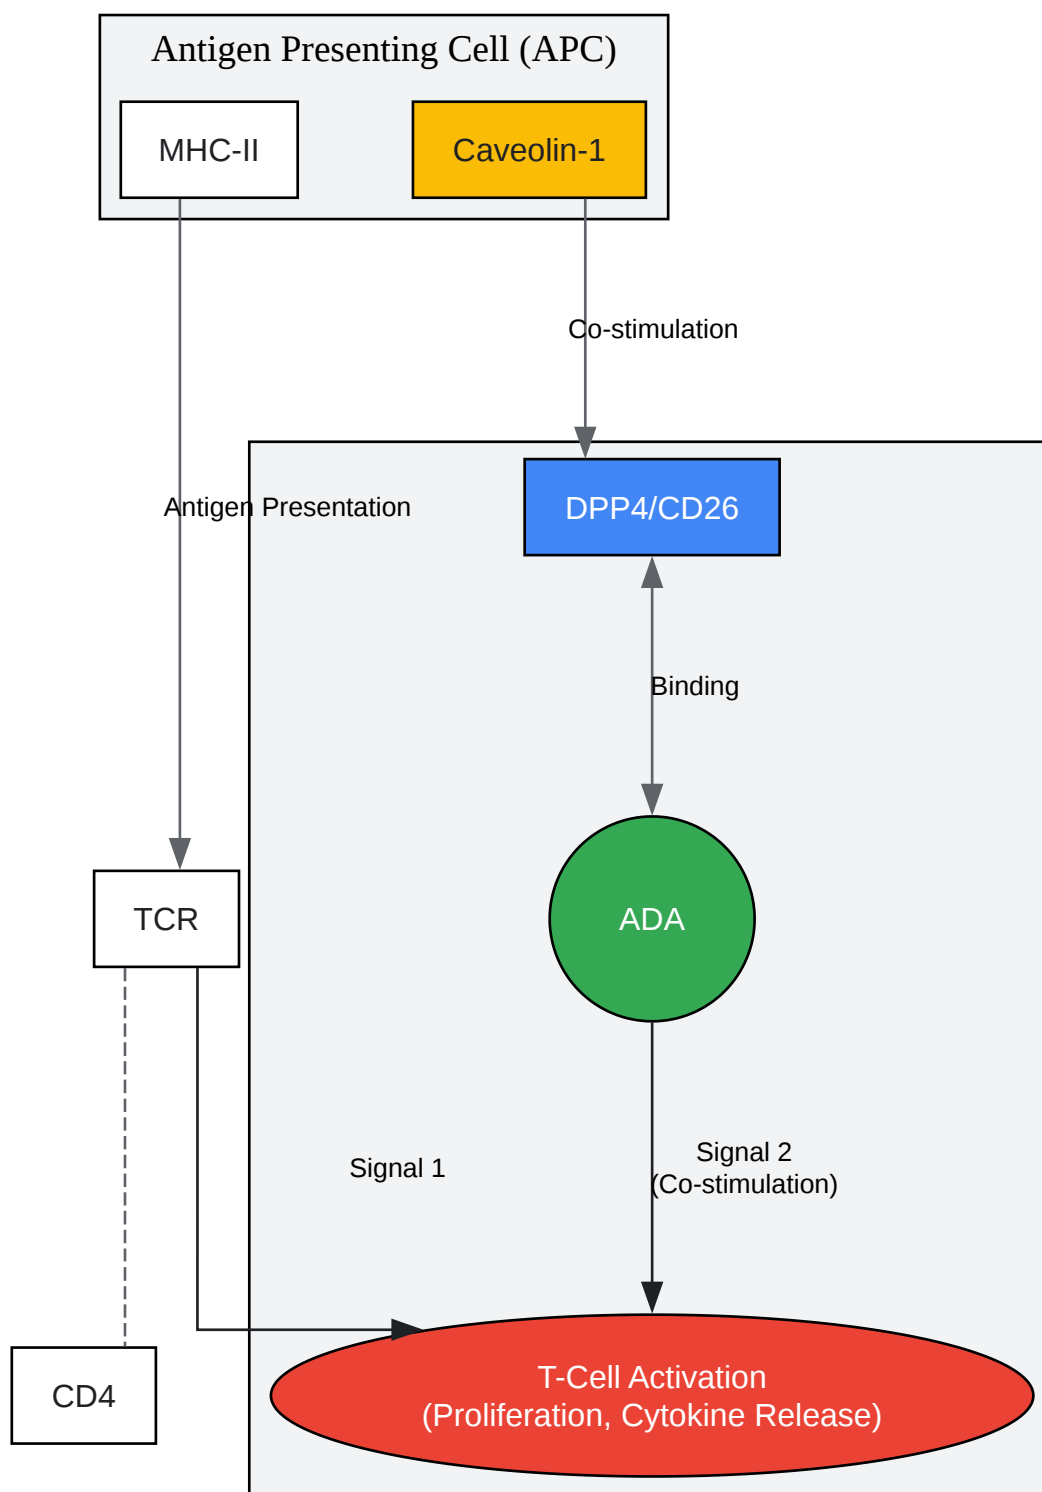 Antigen Presenting Cell (APC)
MHC-II
Caveolin-1
Co-stimulation
Antigen Presentation
DPP4/CD26
Binding
TCR
ADA
Signal 1
Signal 2
(Co-stimulation)
CD4
T-Cell Activation
(Proliferation, Cytokine Release)